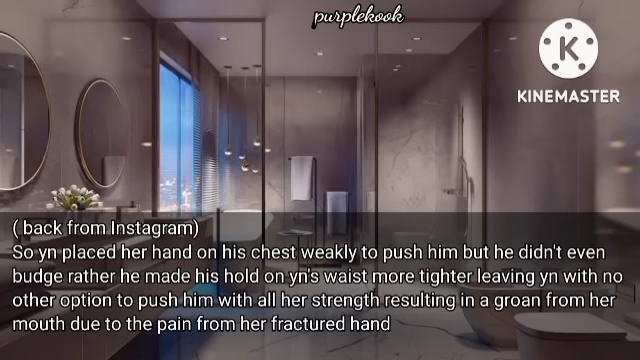 purplekook
K
KINEMASTER
( back from Instagram)
So yn placed her hand on his chest weakly to push him but he didn't even
budge rather he made his hold on yn's waist more tighter leaving yn with no
other option to push him with all her strength resulting in a groan from her
mouth due to the pain from her fractured hand